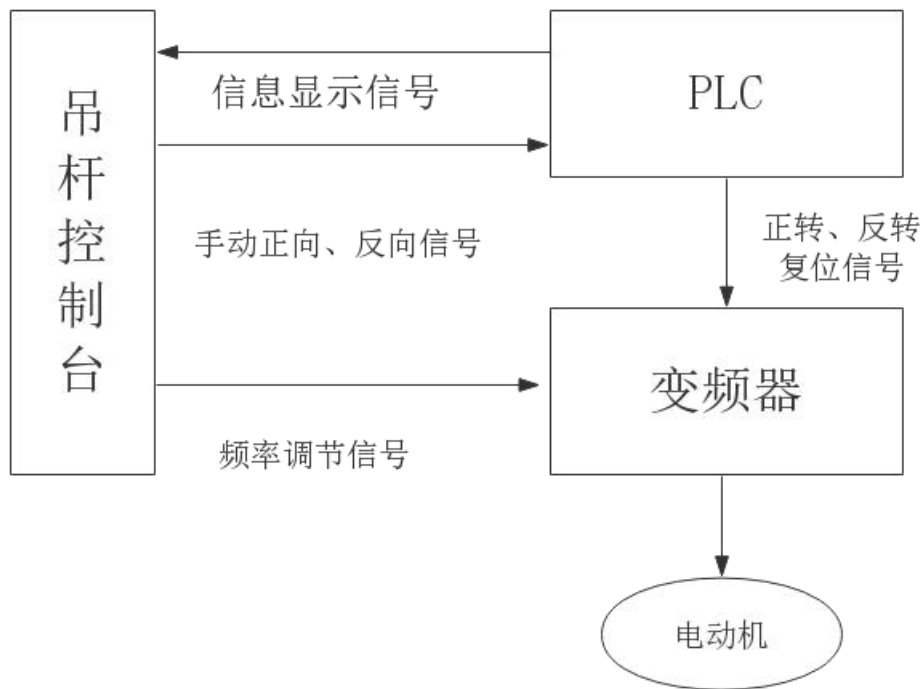 吊杆控制台
信息显示信号
PLC
手动正向、反向信号
正转、反转
复位信号
频率调节信号
变频器
电动机